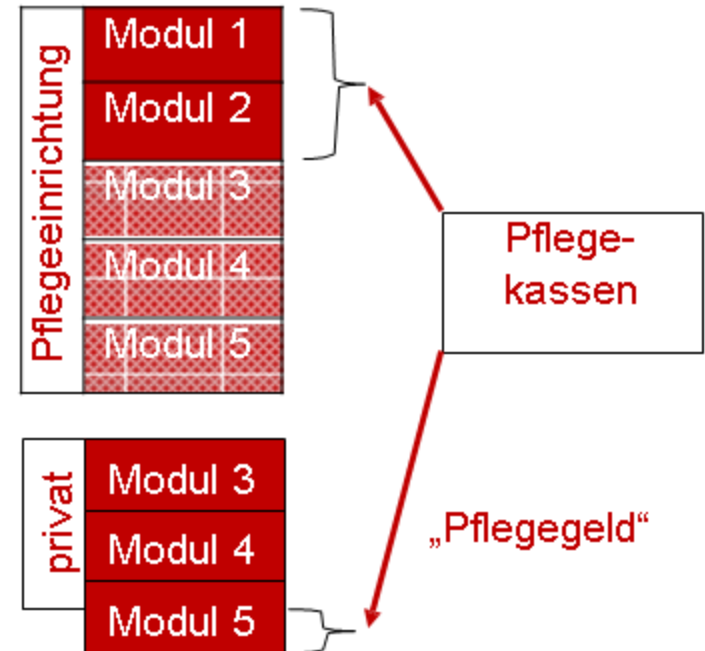 Pflegeeinrichtung
Modul 1
Modul 2
Modul 3
Modul 4
Modul 5
Pflege-
kassen
privat
Modul 3
Modul 4
Modul 5
„Pflegegeld“